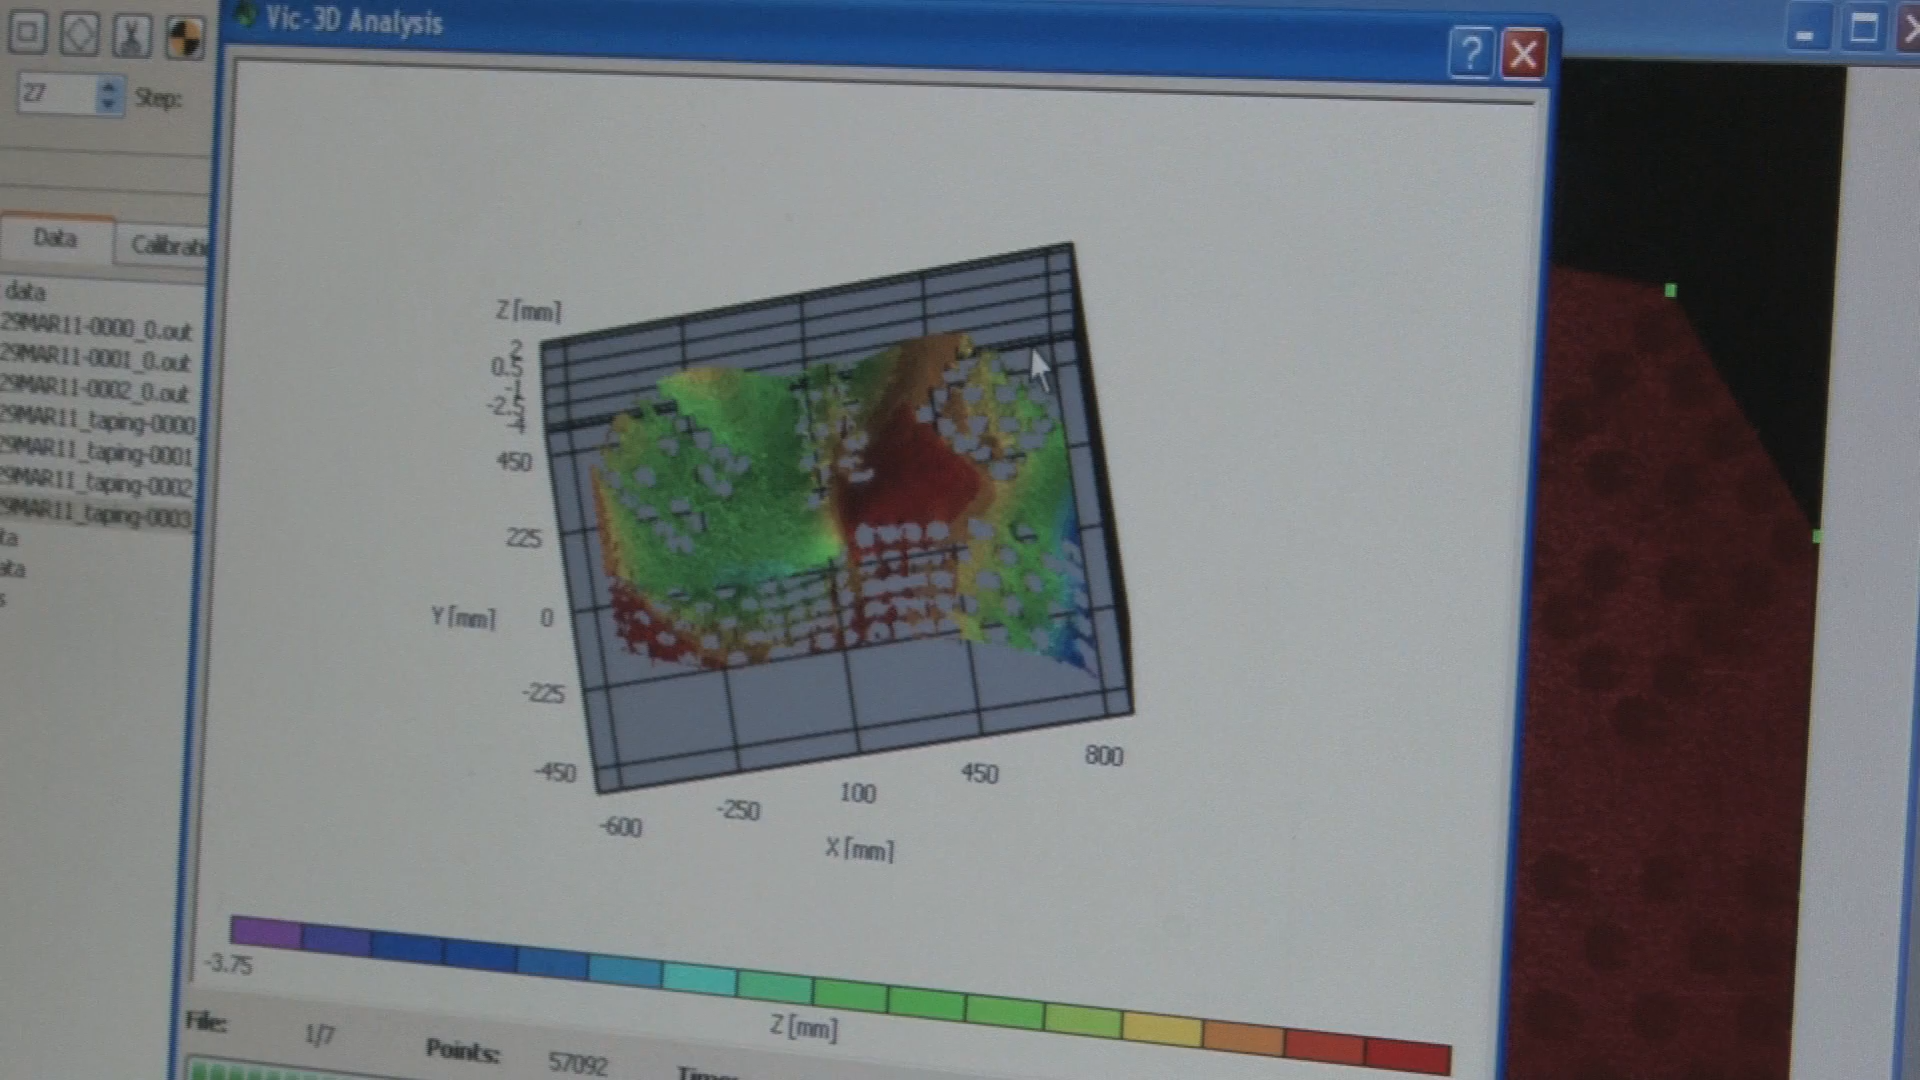 Vic-3D Analysis
?
27
Step:
Data
data
29MAR11-0000_0.out
29MAR11-0001_0.out
29MAR11-0002_0.out
29MAR11_taping-0000
29MAR11_taping-0001
29MAR11_taping-0002
29MAR11_taping-0003
Z [mm]
2
0.5
-1
-2.5
450
225
Y [mm]
0
-225
-450
-600
-250
100
450
800
X [mm]
-3.75
Z [mm]
File:
1/7
Points:
57092